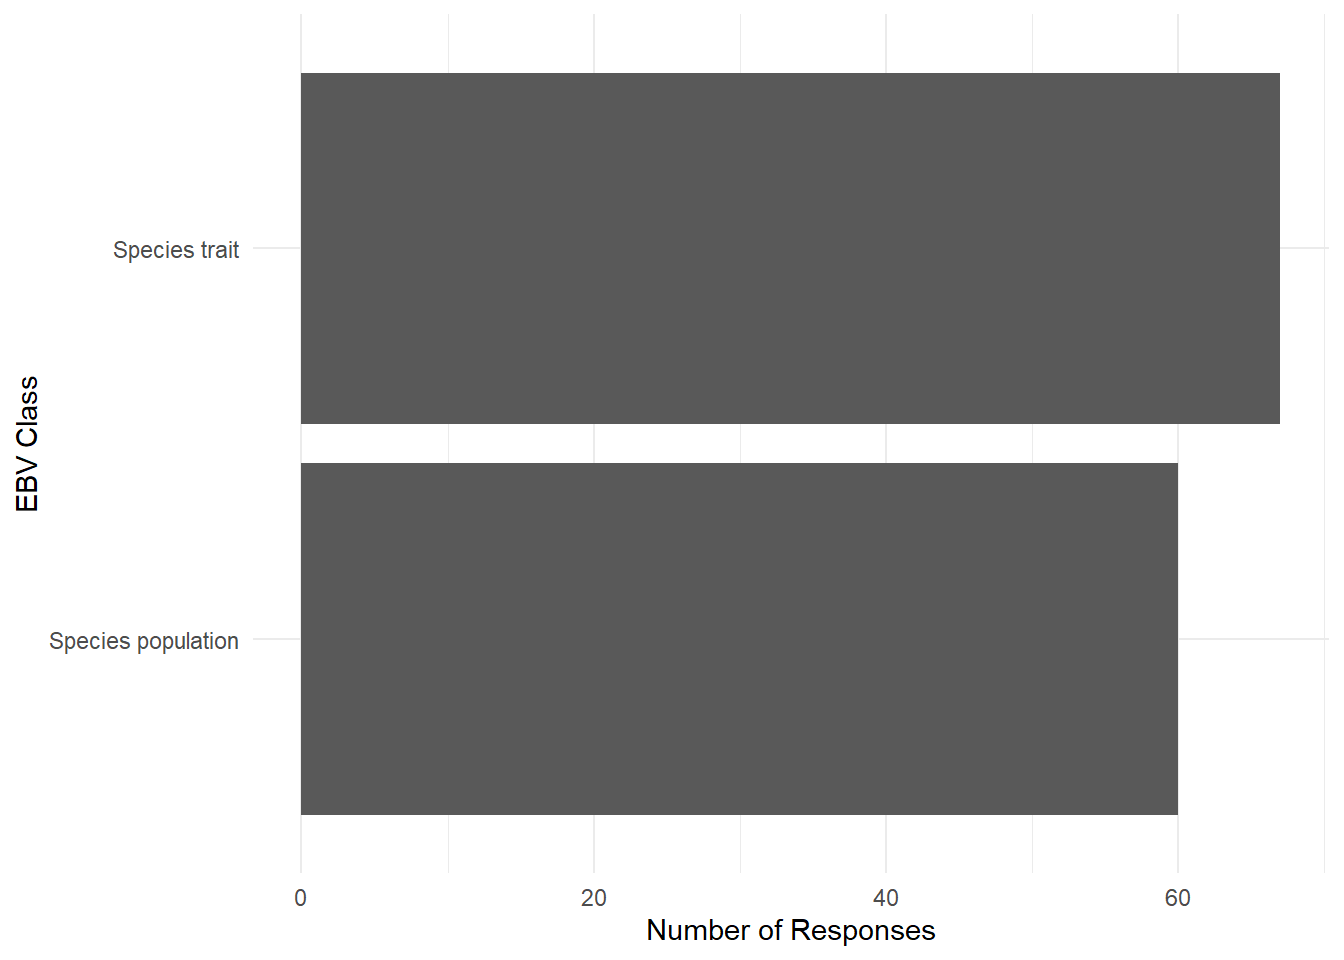 EBV Class
Species trait
Species population
0 20 40 60
Number of Responses